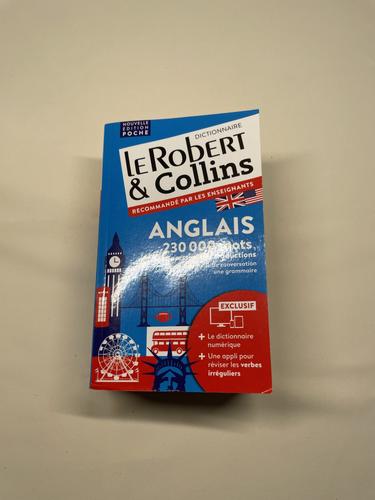 NOUVELLE
ÉDITION
POCHE
DICTIONNAIRE
Le Robert
& Collins
RECOMMANDÉ PAR LES ENSEIGNANTS
ANGLAIS
230 000 mots,
de conversation
une grammaire
EXCLUSIF
+ Le dictionnaire
numérique
+ Une appli pour
réviser les verbes
irréguliers